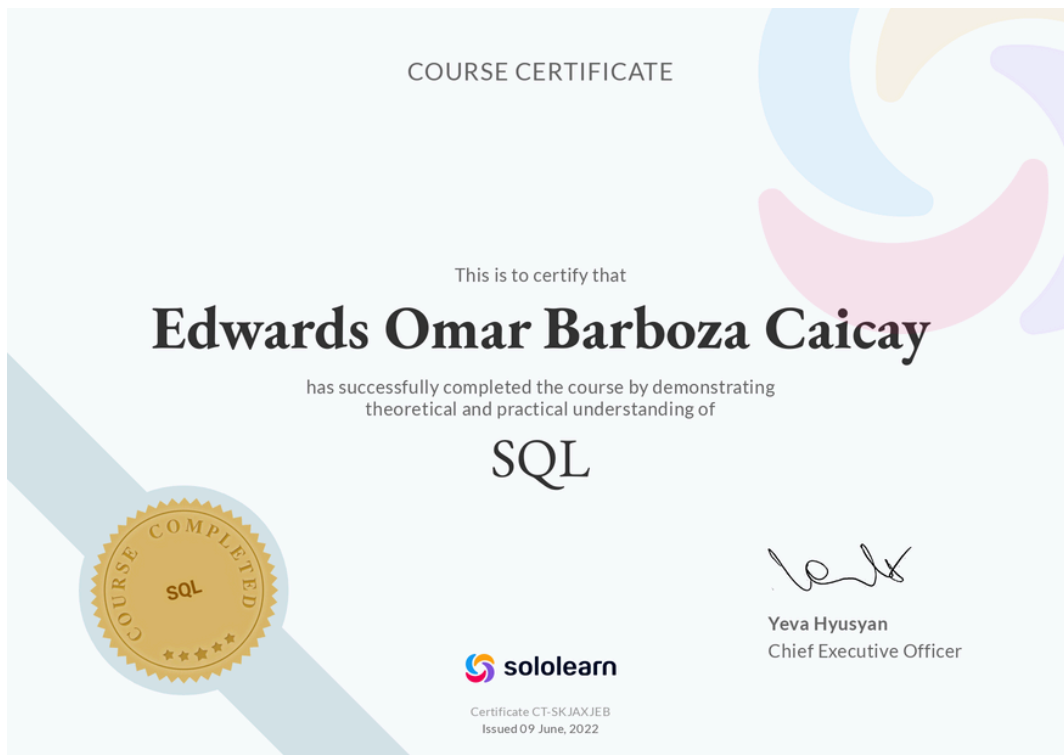 COURSE CERTIFICATE
This is to certify that
Edwards Omar Barboza Caicay
has successfully completed the course by demonstrating
theoretical and practical understanding of
SQL
COURSE COMPLETED
SQL
Yeva Hyusyan
Chief Executive Officer
sololearn
Certificate CT-SKJAXJEB
Issued 09 June, 2022